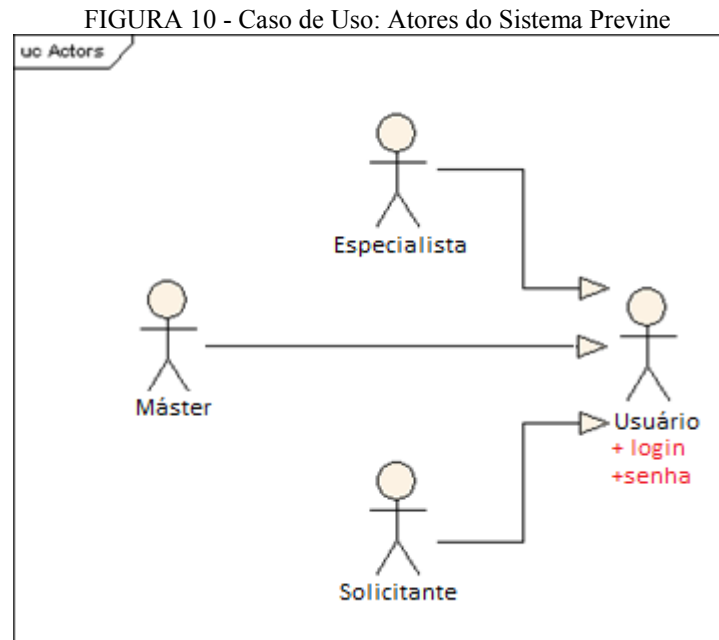 FIGURA 10 - Caso de Uso: Atores do Sistema Previne
uc Actors
Especialista
Máster
Usuário
+ login
+senha
Solicitante